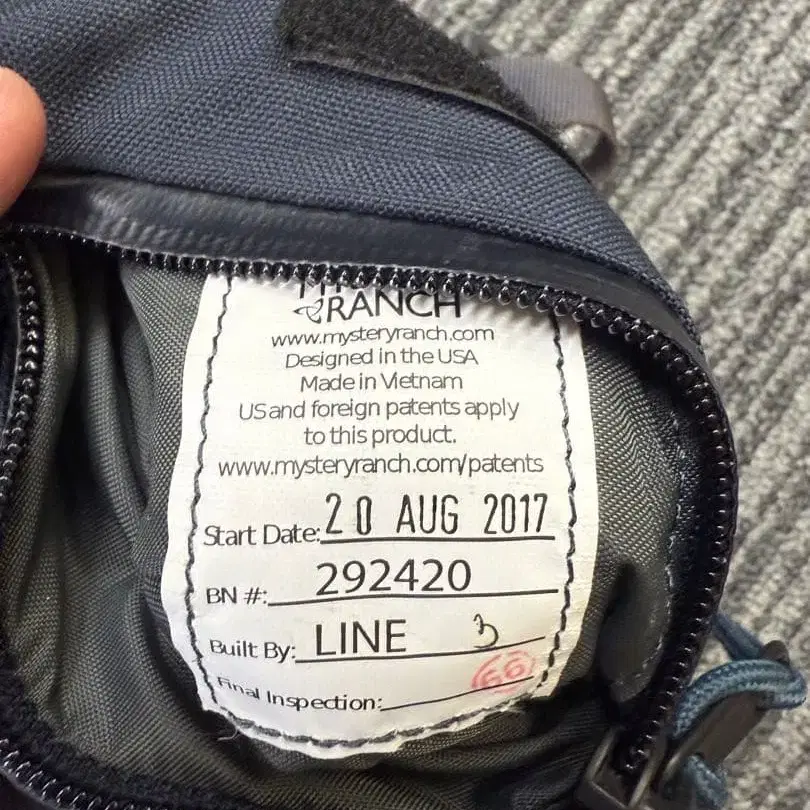 RANCH
www.mysteryranch.com
Designed in the USA
Made in Vietnam
US and foreign patents apply
to this product.
www.mysteryranch.com/patents
Start Date: 20 AUG 2017
BN #: 292420
Built By: LINE 3
Final Inspection: 66